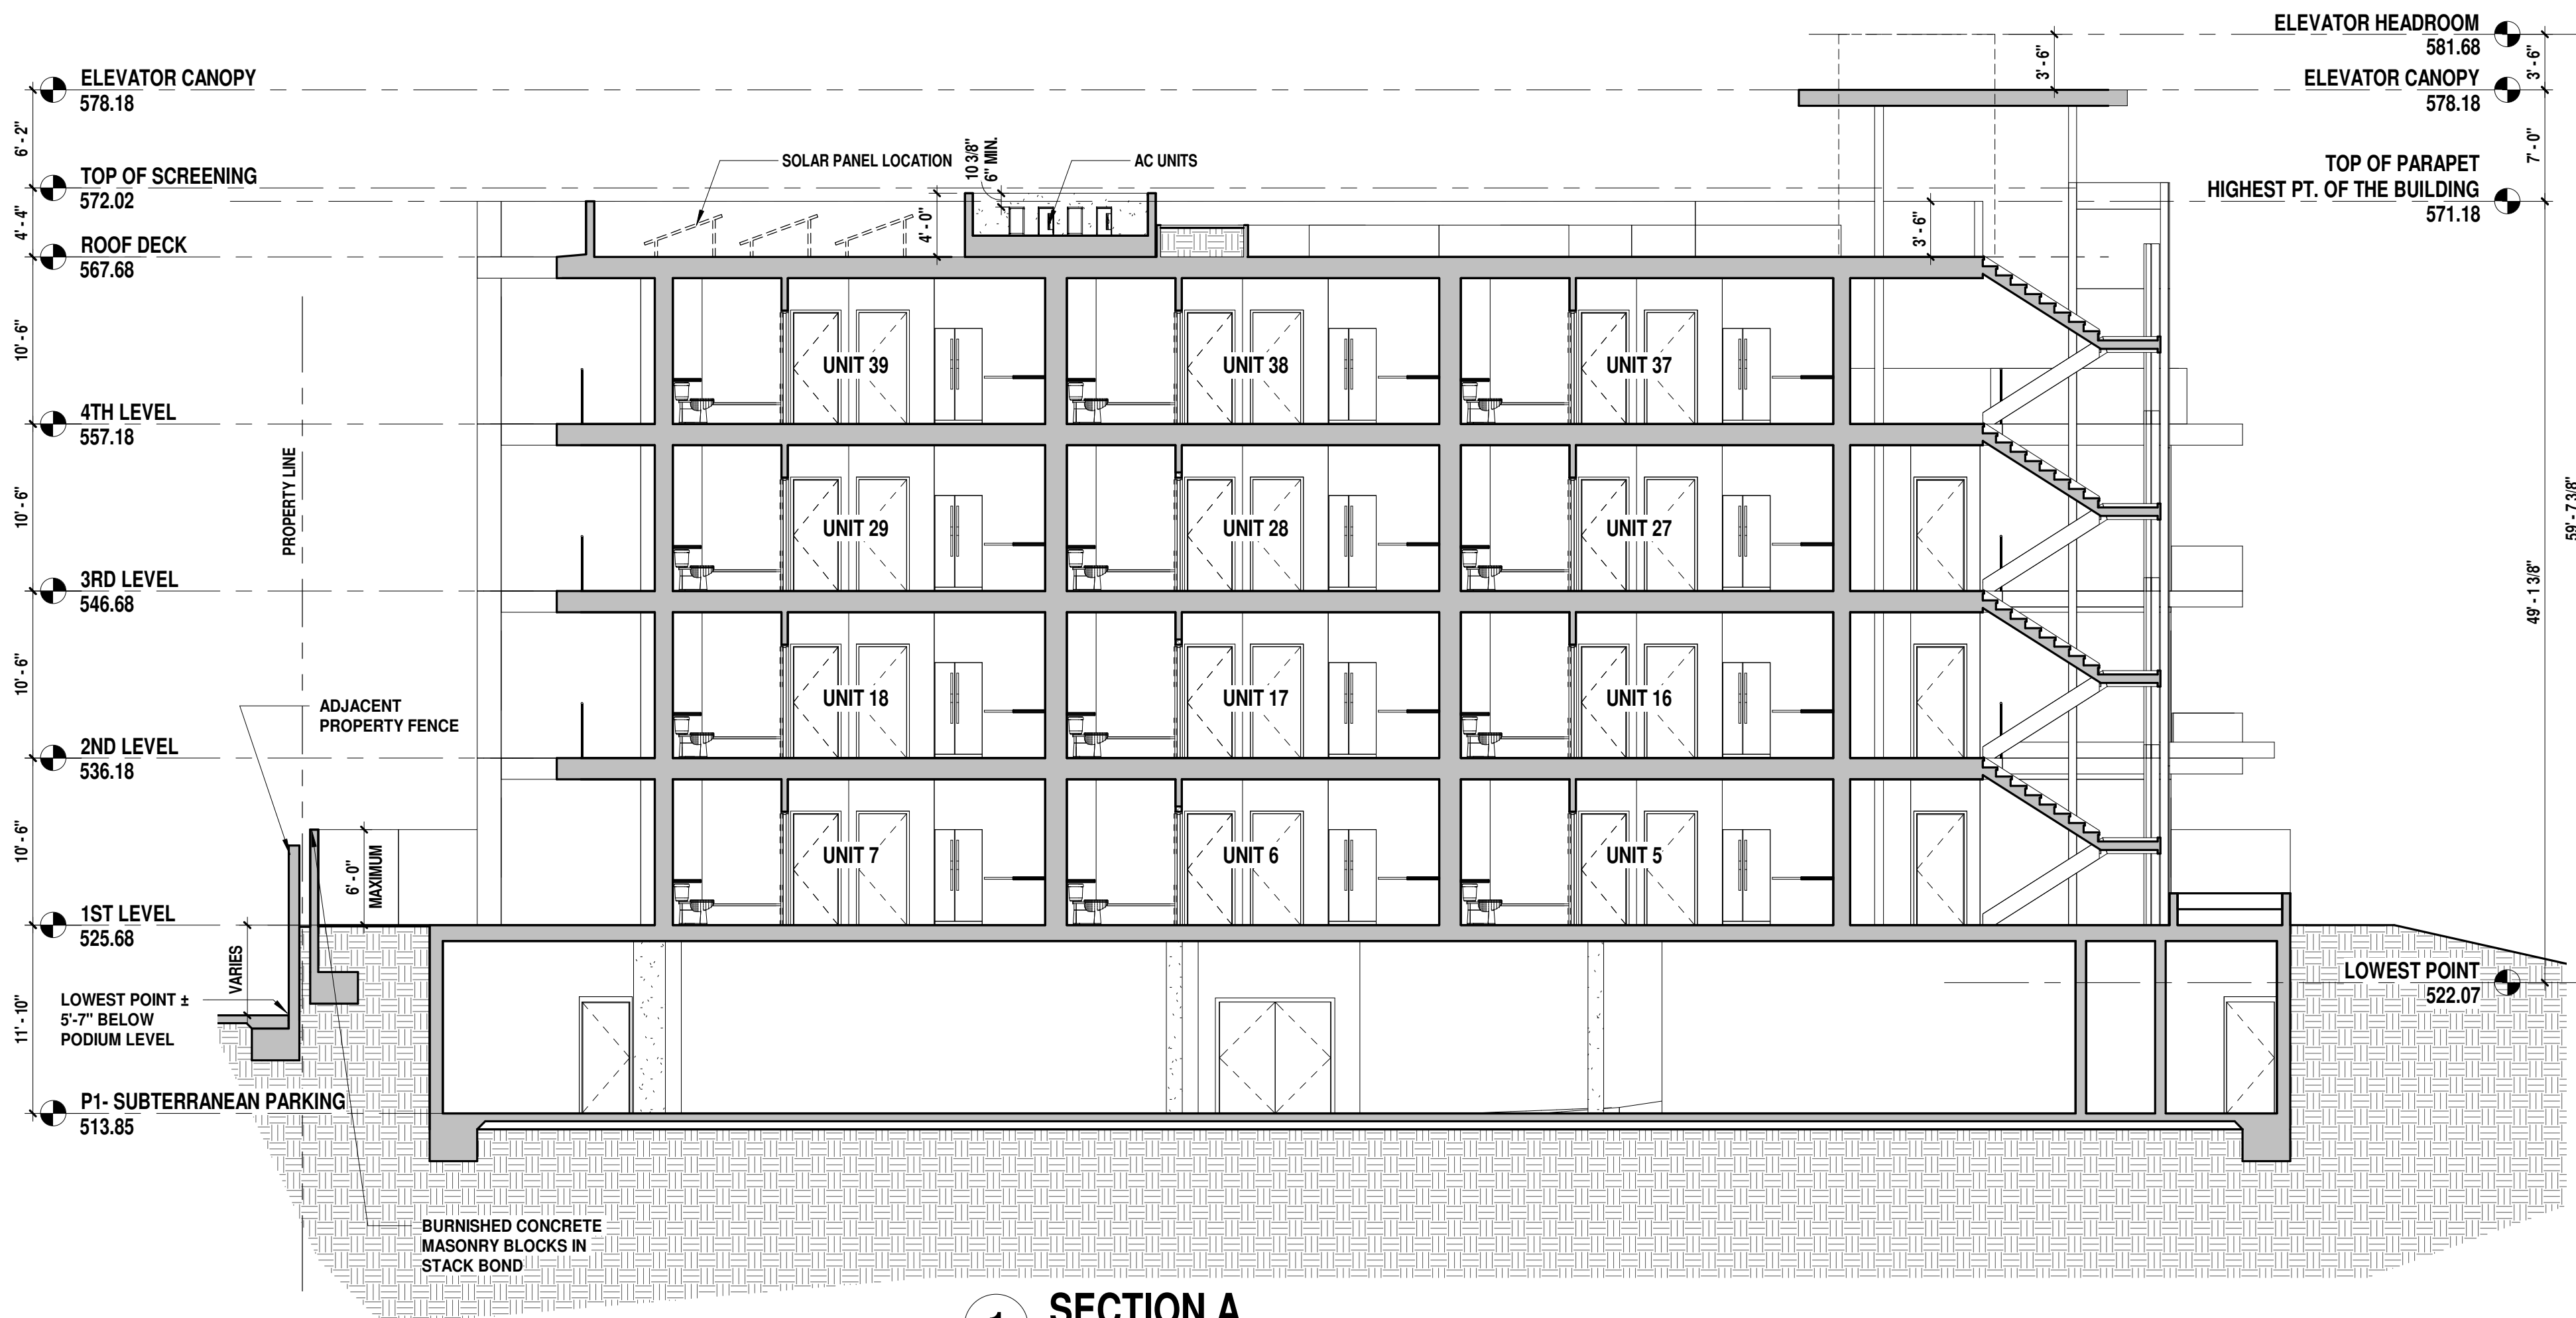 ELEVATOR CANOPY
578.18
6' - 2"
TOP OF SCREENING
572.02
4' - 4"
ROOF DECK
567.68
10' - 6"
4TH LEVEL
557.18
10' - 6"
3RD LEVEL
546.68
10' - 6"
2ND LEVEL
536.18
10' - 6"
1ST LEVEL
525.68
11' - 10"
P1- SUBTERRANEAN PARKING
513.85
PROPERTY LINE
ADJACENT
PROPERTY FENCE
6' - 0"
MAXIMUM
VARIES
LOWEST POINT ±
5'-7" BELOW
PODIUM LEVEL
BURNISHED CONCRETE
MASONRY BLOCKS IN
STACK BOND
SOLAR PANEL LOCATION
10 3/8"
6" MIN.
AC UNITS
4' - 0"
3' - 6"
UNIT 39
UNIT 38
UNIT 37
UNIT 29
UNIT 28
UNIT 27
UNIT 18
UNIT 17
UNIT 16
UNIT 7
UNIT 6
UNIT 5
ELEVATOR HEADROOM
581.68
3' - 6"
3' - 6"
ELEVATOR CANOPY
578.18
7' - 0"
TOP OF PARAPET
HIGHEST PT. OF THE BUILDING
571.18
59' - 7 3/8"
49' - 1 3/8"
LOWEST POINT
522.07
1
SECTION A